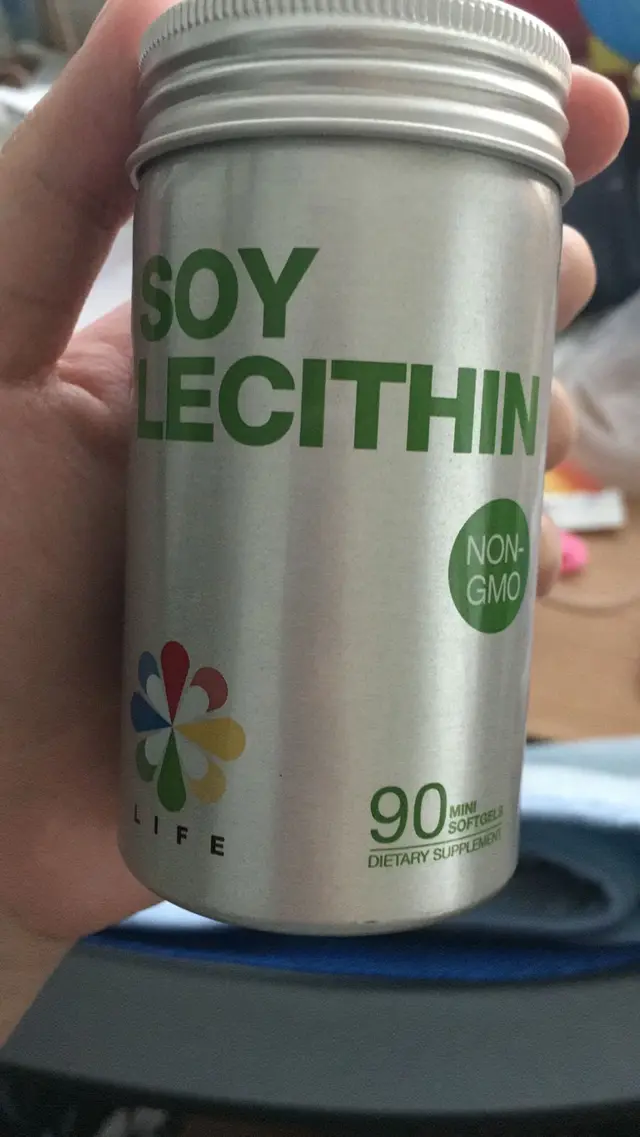 SOY
LECITHIN
NON-
GMO
LIFE
90 MINI
SOFTGELS
DIETARY SUPPLEMENT